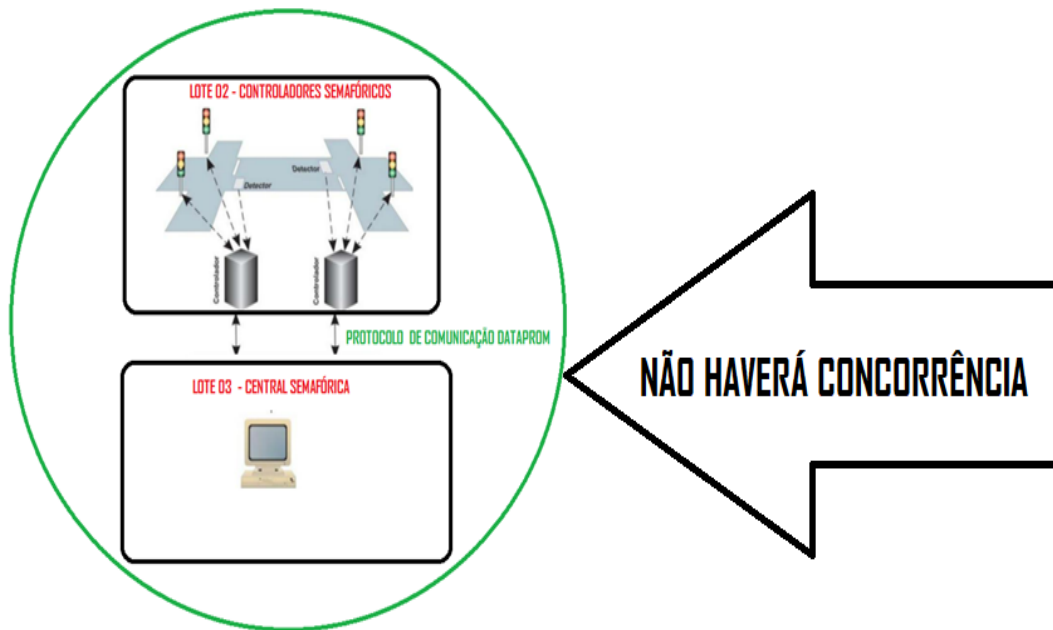 LOTE 02 - CONTROLADORES SEMAFÓRICOS
Detector
Detector
Controlador
Controlador
PROTOCOLO DE COMUNICAÇÃO DATAPROM
LOTE 03 - CENTRAL SEMAFÓRICA
NÃO HAVERÁ CONCORRÊNCIA